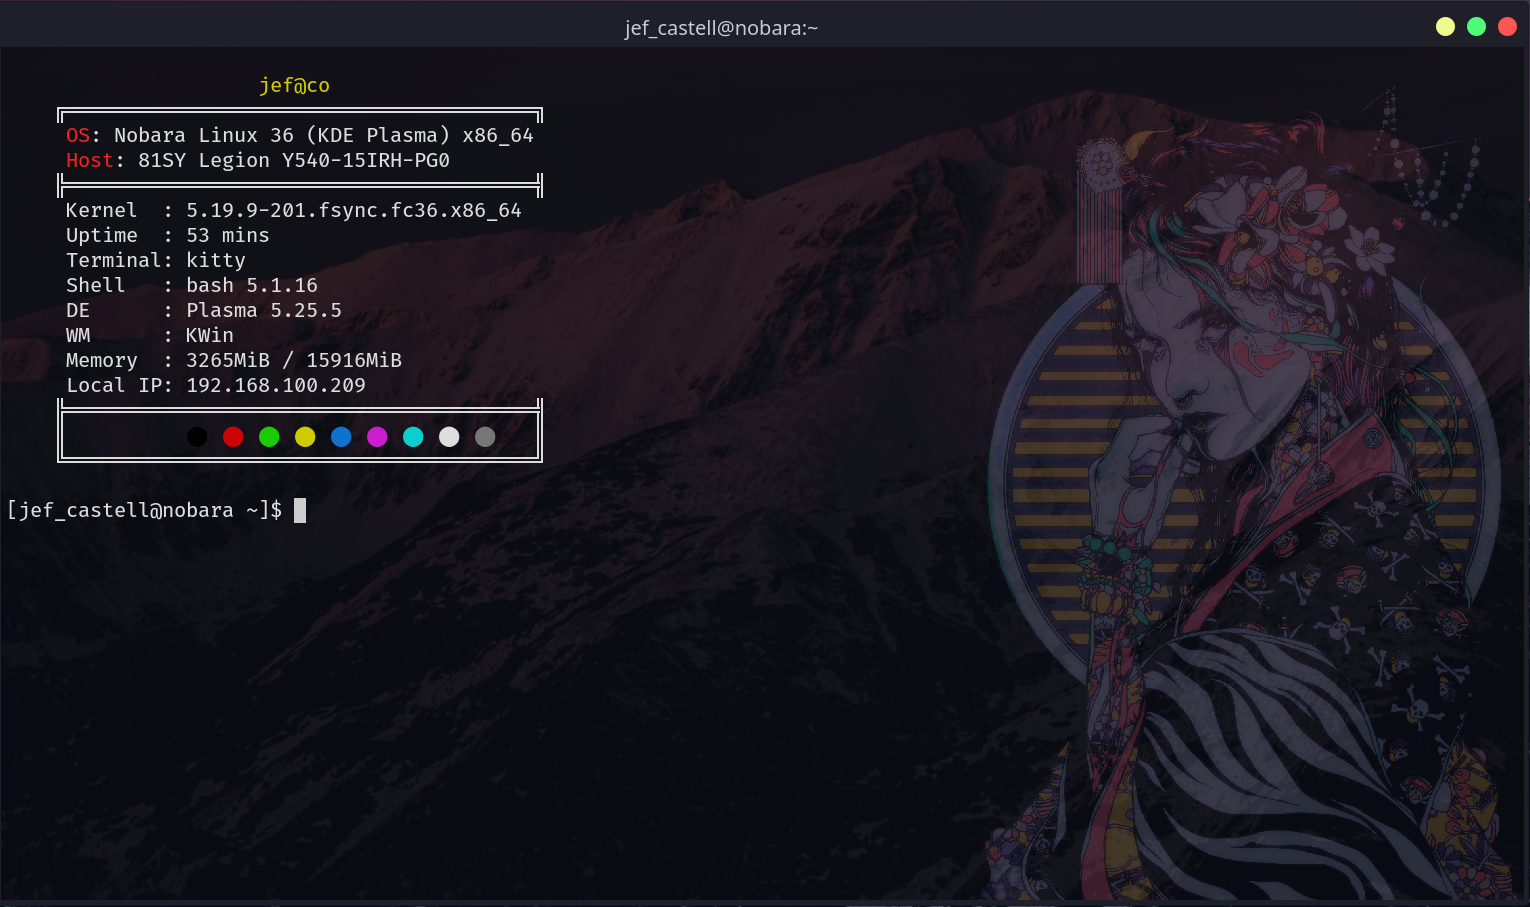 jef_castell@nobara:~
jef@co
OS: Nobara Linux 36 (KDE Plasma) x86_64
Host: 81SY Legion Y540-15IRH-PG0
Kernel  : 5.19.9-201.fsync.fc36.x86_64
Uptime  : 53 mins
Terminal: kitty
Shell   : bash 5.1.16
DE      : Plasma 5.25.5
WM      : KWin
Memory  : 3265MiB / 15916MiB
Local IP: 192.168.100.209
[jef_castell@nobara ~]$